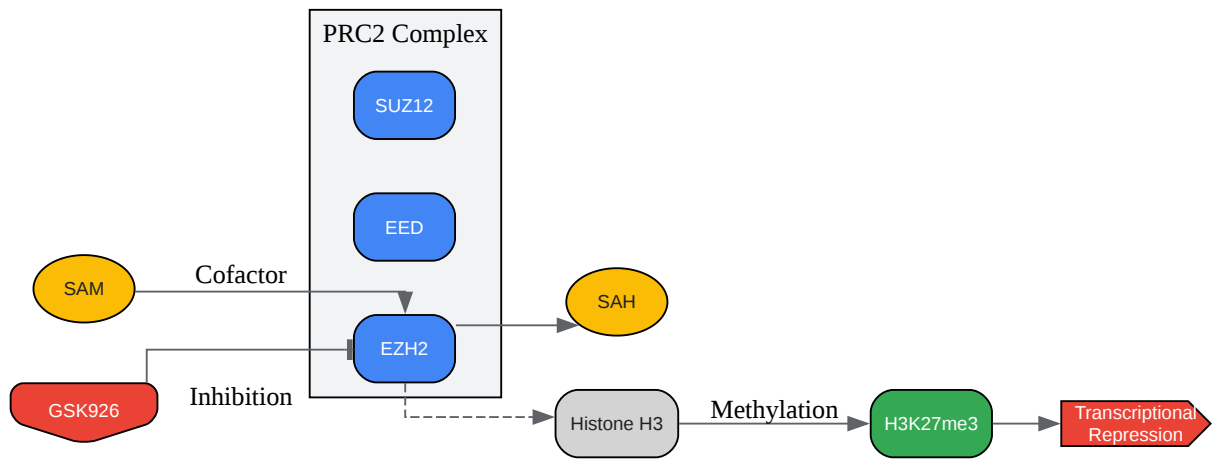 PRC2 Complex
SUZ12
EED
Cofactor
SAM
SAH
EZH2
Inhibition
GSK926
Histone H3
Methylation
H3K27me3
Transcriptional
Repression